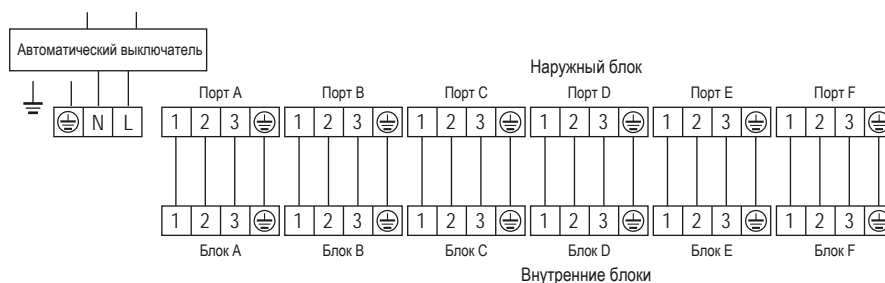 Автоматический выключатель
Наружный блок
Порт A Порт B Порт C Порт D Порт E Порт F
N L 1 2 3 1 2 3 1 2 3 1 2 3 1 2 3 1 2 3
1 2 3 1 2 3 1 2 3 1 2 3 1 2 3 1 2 3
Блок A Блок B Блок C Блок D Блок E Блок F
Внутренние блоки